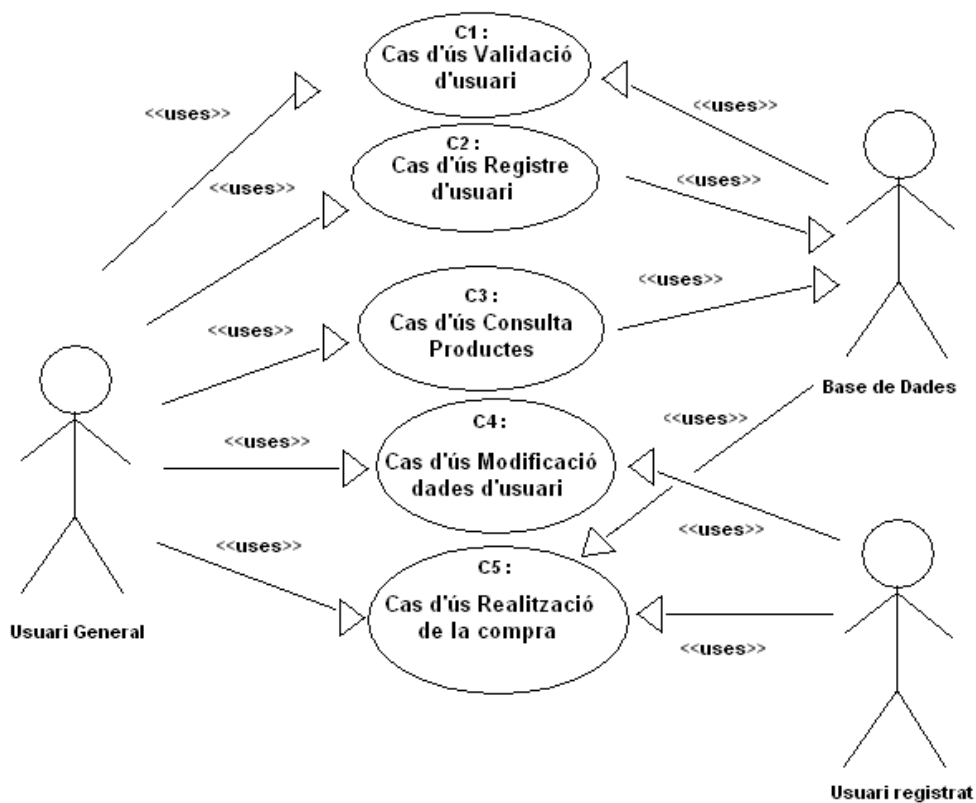 C1 :
Cas d'ús Validació
d'usuari
<<uses>>
<<uses>>
C2 :
Cas d'ús Registre
d'usuari
<<uses>>
<<uses>>
C3 :
Cas d'ús Consulta
Productes
<<uses>>
<<uses>>
Base de Dades
C4 :
Cas d'ús Modificació
dades d'usuari
<<uses>>
<<uses>>
<<uses>>
C5 :
Cas d'ús Realització
de la compra
<<uses>>
<<uses>>
Usuari General
Usuari registrat